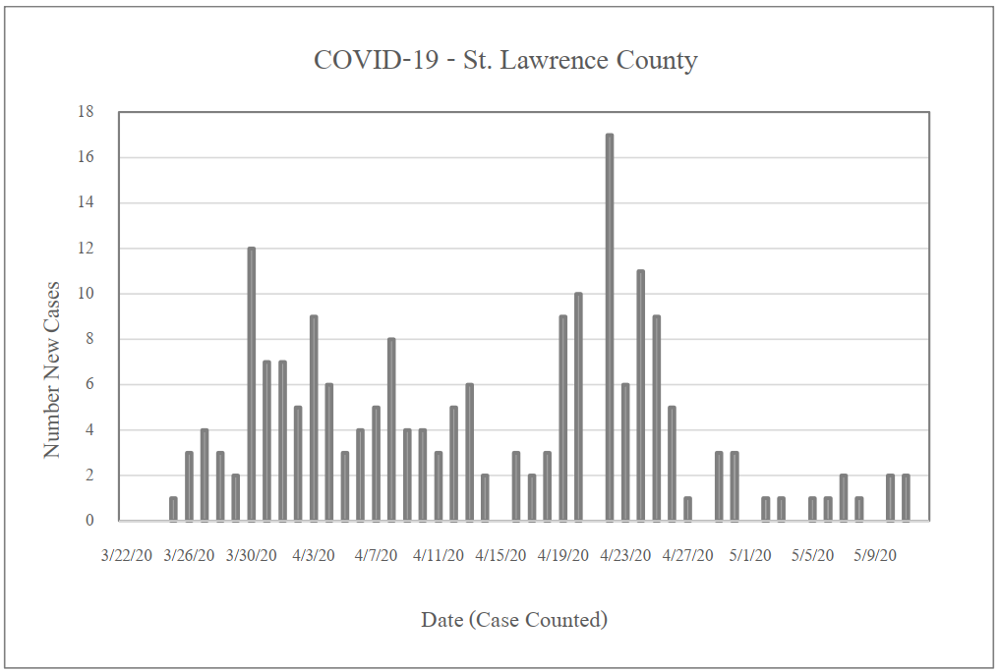 COVID-19 - St. Lawrence County
18
16
14
12
10
8
6
4
2
0
Number New Cases
3/22/20 3/26/20 3/30/20 4/3/20 4/7/20 4/11/20 4/15/20 4/19/20 4/23/20 4/27/20 5/1/20 5/5/20 5/9/20
Date (Case Counted)